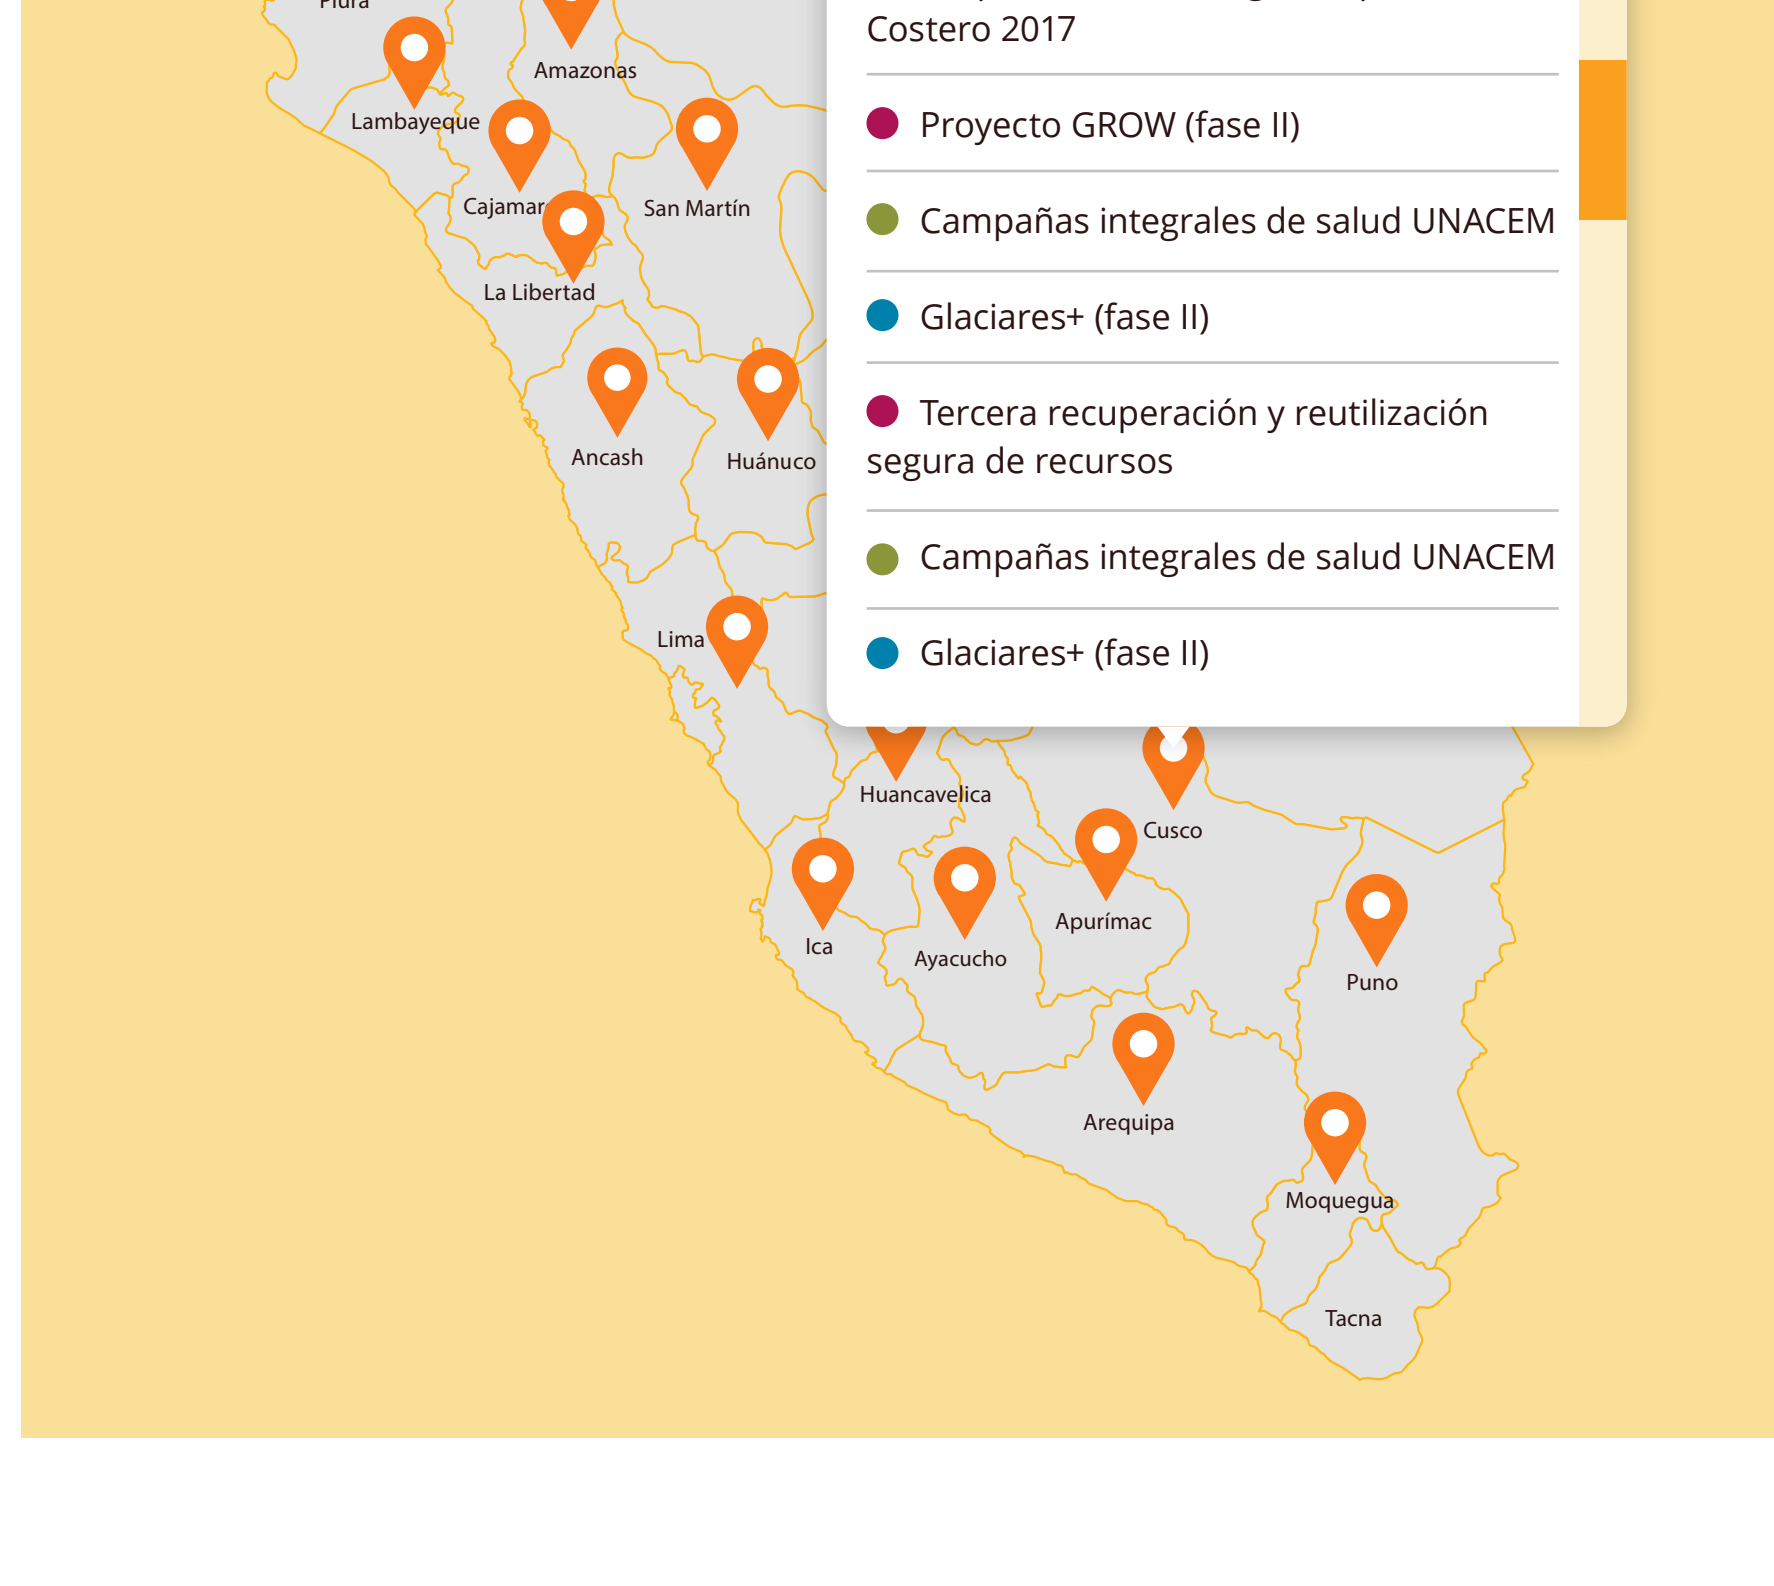 Piura
Costero 2017
Amazonas
Lambayeque
Proyecto GROW (fase II)
Cajamar
San Martín
Campañas integrales de salud UNACEM
La Libertad
Glaciares+ (fase II)
Tercera recuperación y reutilización
segura de recursos
Ancash
Huánuco
Campañas integrales de salud UNACEM
Lima
Glaciares+ (fase II)
Huancavelica
Cusco
Apurímac
Ica
Ayacucho
Puno
Arequipa
Moquegua
Tacna